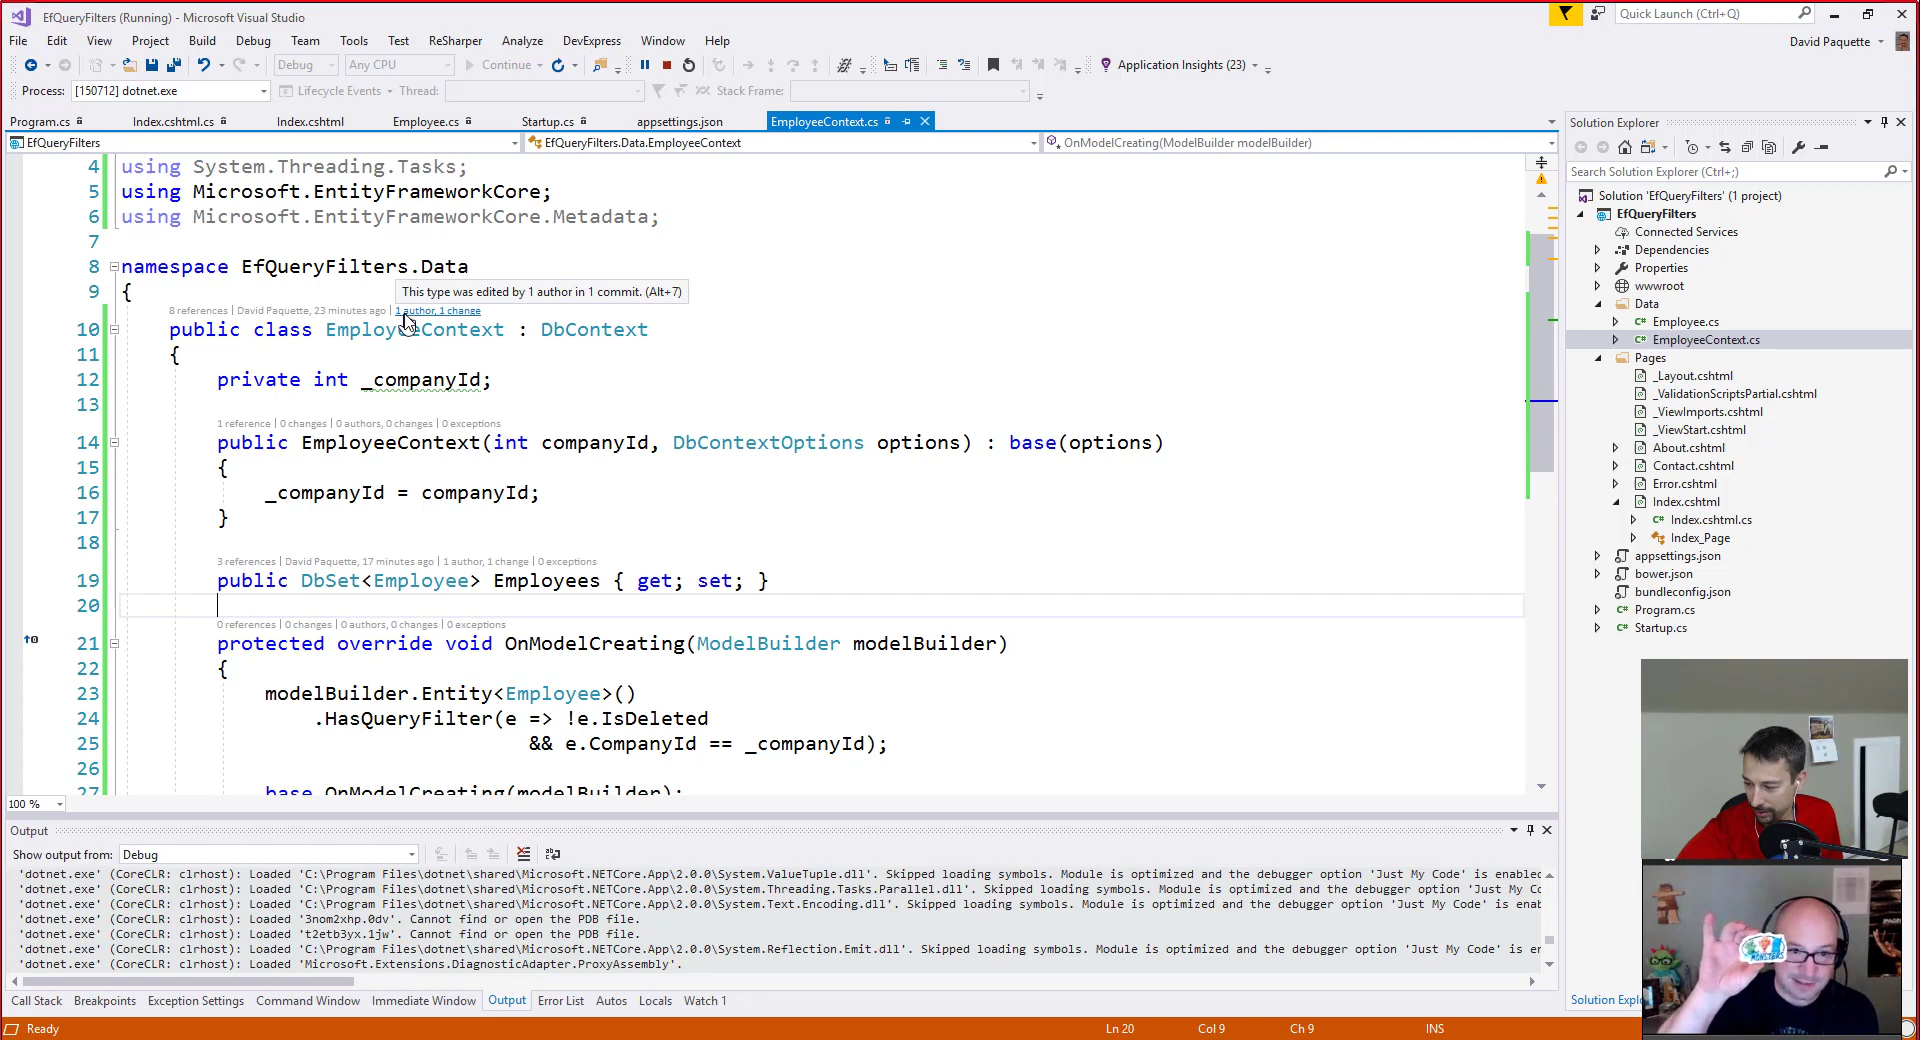 EfQueryFilters (Running) - Microsoft Visual Studio
Quick Launch (Ctrl+Q)
File Edit View Project Build Debug Team Tools Test ReSharper Analyze DevExpress Window Help
David Paquette
Debug Any CPU Continue Application Insights (23)
Process: [150712] dotnet.exe Lifecycle Events Thread: Stack Frame:
Program.cs Index.cshtml.cs Index.cshtml Employee.cs Startup.cs appsettings.json EmployeeContext.cs
EfQueryFilters EfQueryFilters.Data.EmployeeContext OnModelCreating(ModelBuilder modelBuilder)
4 using System.Threading.Tasks;
5 using Microsoft.EntityFrameworkCore;
6 using Microsoft.EntityFrameworkCore.Metadata;
7
8 namespace EfQueryFilters.Data
9 {
This type was edited by 1 author in 1 commit. (Alt+7)
8 references | David Paquette, 23 minutes ago | 1 author, 1 change
10 public class EmployeeContext : DbContext
11 {
12 private int _companyId;
13
1 reference | 0 changes | 0 authors, 0 changes | 0 exceptions
14 public EmployeeContext(int companyId, DbContextOptions options) : base(options)
15 {
16 _companyId = companyId;
17 }
18
3 references | David Paquette, 17 minutes ago | 1 author, 1 change | 0 exceptions
19 public DbSet<Employee> Employees { get; set; }
20
0 references | 0 changes | 0 authors, 0 changes | 0 exceptions
21 protected override void OnModelCreating(ModelBuilder modelBuilder)
22 {
23 modelBuilder.Entity<Employee>()
24 .HasQueryFilter(e => !e.IsDeleted
25 && e.CompanyId == _companyId);
26
27 base.OnModelCreating(modelBuilder);
100 %
Solution Explorer
Search Solution Explorer (Ctrl+;)
Solution 'EfQueryFilters' (1 project)
EfQueryFilters
Connected Services
Dependencies
Properties
wwwroot
Data
Employee.cs
EmployeeContext.cs
Pages
_Layout.cshtml
_ValidationScriptsPartial.cshtml
_ViewImports.cshtml
_ViewStart.cshtml
About.cshtml
Contact.cshtml
Error.cshtml
Index.cshtml
Index.cshtml.cs
Index_Page
appsettings.json
bower.json
bundleconfig.json
Program.cs
Startup.cs
Output
Show output from: Debug
'dotnet.exe' (CoreCLR: clrhost): Loaded 'C:\Program Files\dotnet\shared\Microsoft.NETCore.App\2.0.0\System.ValueTuple.dll'. Skipped loading symbols. Module is optimized and the debugger option 'Just My Code' is enabled
'dotnet.exe' (CoreCLR: clrhost): Loaded 'C:\Program Files\dotnet\shared\Microsoft.NETCore.App\2.0.0\System.Threading.Tasks.Parallel.dll'. Skipped loading symbols. Module is optimized and the debugger option 'Just My Co
'dotnet.exe' (CoreCLR: clrhost): Loaded 'C:\Program Files\dotnet\shared\Microsoft.NETCore.App\2.0.0\System.Text.Encoding.dll'. Skipped loading symbols. Module is optimized and the debugger option 'Just My Code' is enab
'dotnet.exe' (CoreCLR: clrhost): Loaded '3nom2xhp.0dv'. Cannot find or open the PDB file.
'dotnet.exe' (CoreCLR: clrhost): Loaded 't2etb3yx.1jw'. Cannot find or open the PDB file.
'dotnet.exe' (CoreCLR: clrhost): Loaded 'C:\Program Files\dotnet\shared\Microsoft.NETCore.App\2.0.0\System.Reflection.Emit.dll'. Skipped loading symbols. Module is optimized and the debugger option 'Just My Code' is er
'dotnet.exe' (CoreCLR: clrhost): Loaded 'Microsoft.Extensions.DiagnosticAdapter.ProxyAssembly'.
Call Stack Breakpoints Exception Settings Command Window Immediate Window Output Error List Autos Locals Watch 1
Solution Explo
MONSTERS
Ready Ln 20 Col 9 Ch 9 INS